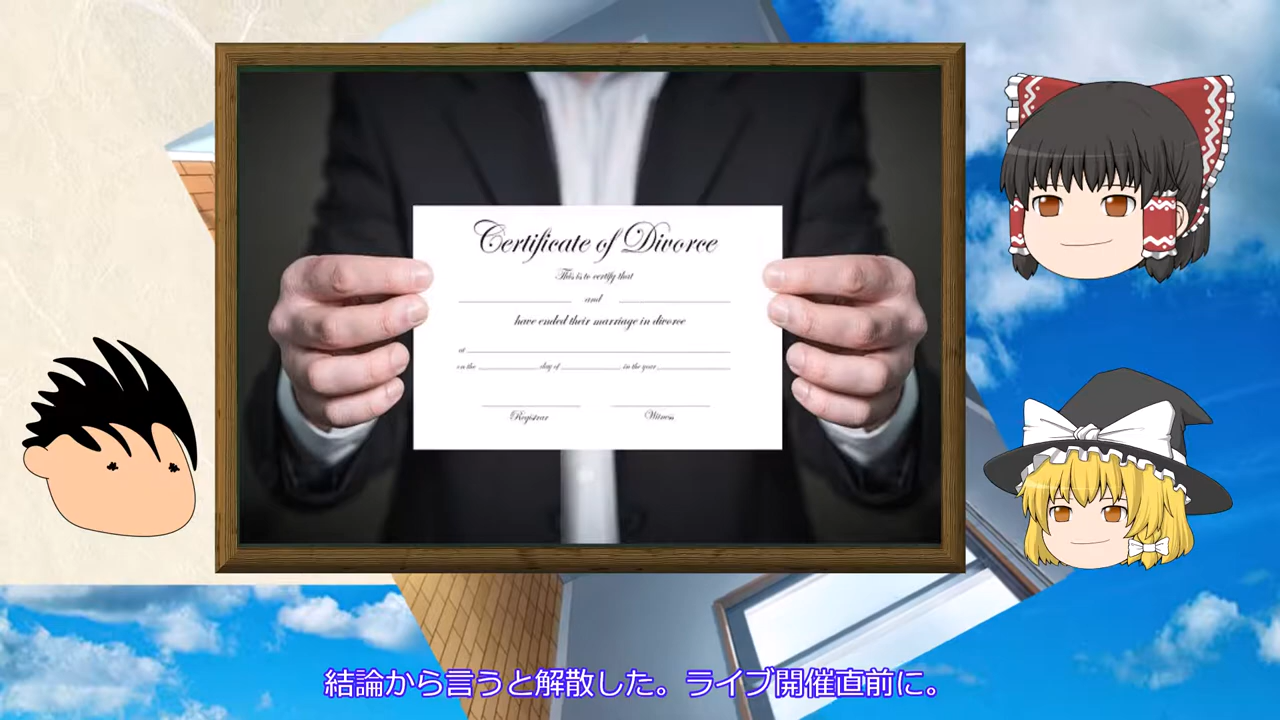 Certificate of Divorce
This is to certify that
and
have ended their marriage in divorce
at
on the day of in the year
Registrar Witness
結論から言うと解散した。ライブ開催直前に。